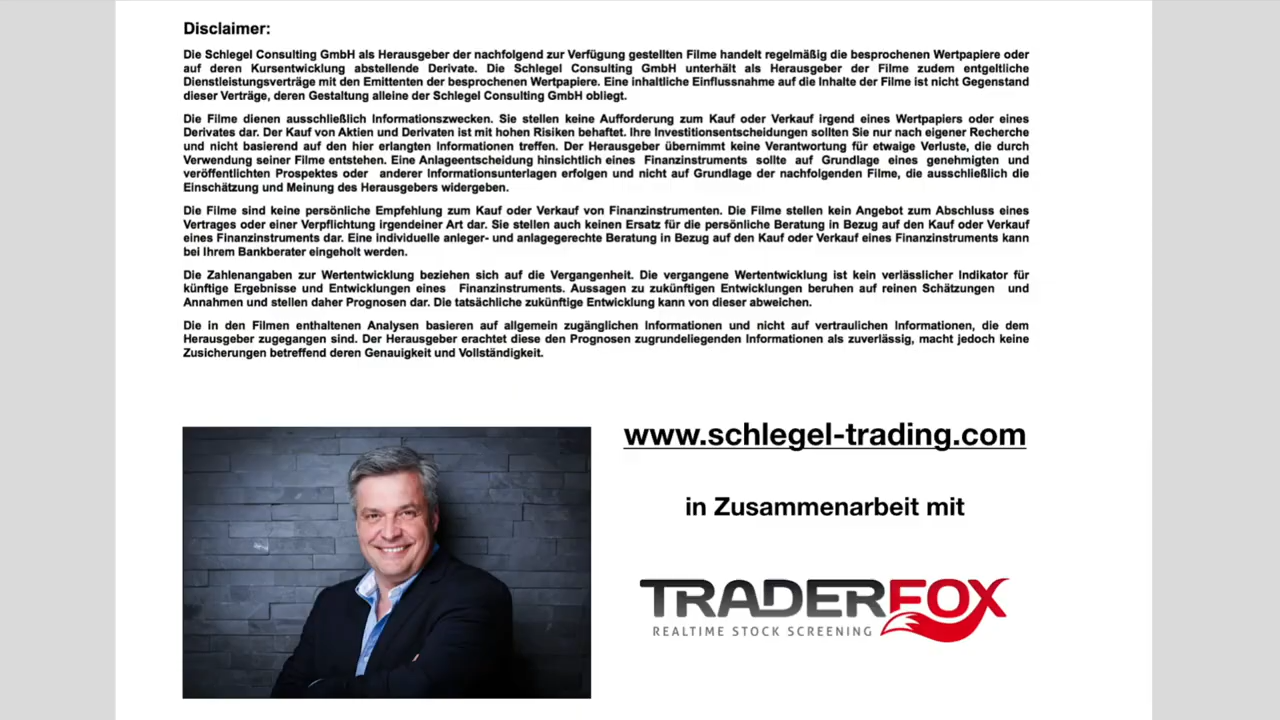 Disclaimer:
Die Schlegel Consulting GmbH als Herausgeber der nachfolgend zur Verfügung gestellten Filme handelt regelmäßig die besprochenen Wertpapiere oder
auf deren Kursentwicklung abstellende Derivate. Die Schlegel Consulting GmbH unterhält als Herausgeber der Filme zudem entgeltliche
Dienstleistungsverträge mit den Emittenten der besprochenen Wertpapiere. Eine inhaltliche Einflussnahme auf die Inhalte der Filme ist nicht Gegenstand
dieser Verträge, deren Gestaltung alleine der Schlegel Consulting GmbH obliegt.
Die Filme dienen ausschließlich Informationszwecken. Sie stellen keine Aufforderung zum Kauf oder Verkauf irgend eines Wertpapiers oder eines
Derivates dar. Der Kauf von Aktien und Derivaten ist mit hohen Risiken behaftet. Ihre Investitionsentscheidungen sollten Sie nur nach eigener Recherche
und nicht basierend auf den hier erlangten Informationen treffen. Der Herausgeber übernimmt keine Verantwortung für etwaige Verluste, die durch
Verwendung seiner Filme entstehen. Eine Anlageentscheidung hinsichtlich eines Finanzinstruments sollte auf Grundlage eines genehmigten und
veröffentlichten Prospektes oder anderer Informationsunterlagen erfolgen und nicht auf Grundlage der nachfolgenden Filme, die ausschließlich die
Einschätzung und Meinung des Herausgebers widergeben.
Die Filme sind keine persönliche Empfehlung zum Kauf oder Verkauf von Finanzinstrumenten. Die Filme stellen kein Angebot zum Abschluss eines
Vertrages oder einer Verpflichtung irgendeiner Art dar. Sie stellen auch keinen Ersatz für die persönliche Beratung in Bezug auf den Kauf oder Verkauf
eines Finanzinstruments dar. Eine individuelle anleger- und anlagegerechte Beratung in Bezug auf den Kauf oder Verkauf eines Finanzinstruments kann
bei Ihrem Bankberater eingeholt werden.
Die Zahlenangaben zur Wertentwicklung beziehen sich auf die Vergangenheit. Die vergangene Wertentwicklung ist kein verlässlicher Indikator für
künftige Ergebnisse und Entwicklungen eines Finanzinstruments. Aussagen zu zukünftigen Entwicklungen beruhen auf reinen Schätzungen und
Annahmen und stellen daher Prognosen dar. Die tatsächliche zukünftige Entwicklung kann von dieser abweichen.
Die in den Filmen enthaltenen Analysen basieren auf allgemein zugänglichen Informationen und nicht auf vertraulichen Informationen, die dem
Herausgeber zugegangen sind. Der Herausgeber erachtet diese den Prognosen zugrundeliegenden Informationen als zuverlässig, macht jedoch keine
Zusicherungen betreffend deren Genauigkeit und Vollständigkeit.
www.schlegel-trading.com
in Zusammenarbeit mit
TRADERFOX
REALTIME STOCK SCREENING